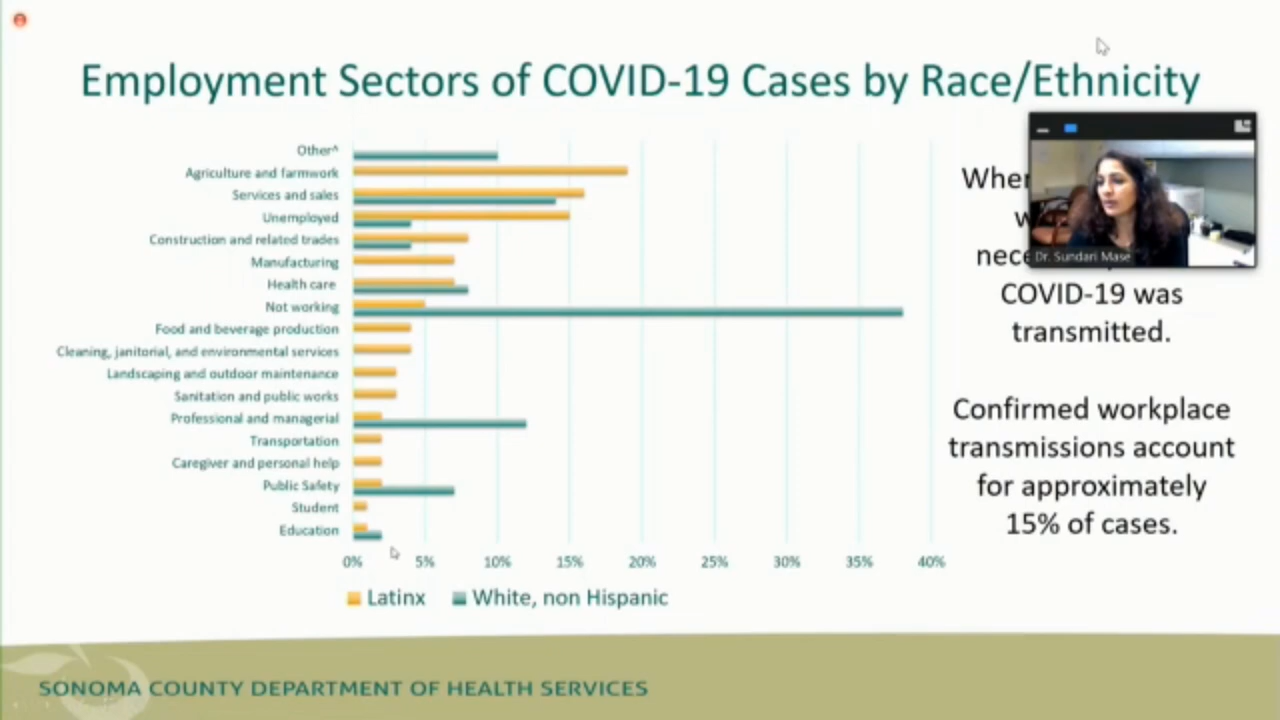 Employment Sectors of COVID-19 Cases by Race/Ethnicity
Other^
Agriculture and farmwork
Services and sales
Unemployed
Construction and related trades
Manufacturing
Health care
Not working
Food and beverage production
Cleaning, janitorial, and environmental services
Landscaping and outdoor maintenance
Sanitation and public works
Professional and managerial
Transportation
Caregiver and personal help
Public Safety
Student
Education
0% 5% 10% 15% 20% 25% 30% 35% 40%
Latinx White, non Hispanic
Dr. Sundari Mase
COVID-19 was
transmitted.
Confirmed workplace
transmissions account
for approximately
15% of cases.
SONOMA COUNTY DEPARTMENT OF HEALTH SERVICES